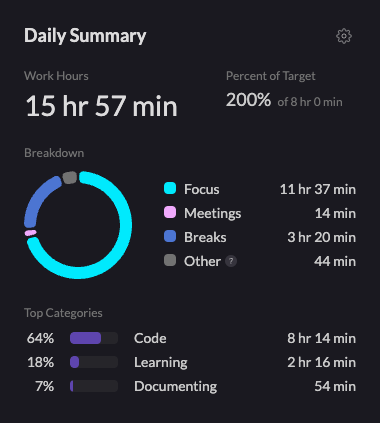 Daily Summary
Work Hours
Percent of Target
15 hr 57 min
200% of 8 hr 0 min
Breakdown
Focus 11 hr 37 min
Meetings 14 min
Breaks 3 hr 20 min
Other ? 44 min
Top Categories
64% Code 8 hr 14 min
18% Learning 2 hr 16 min
7% Documenting 54 min